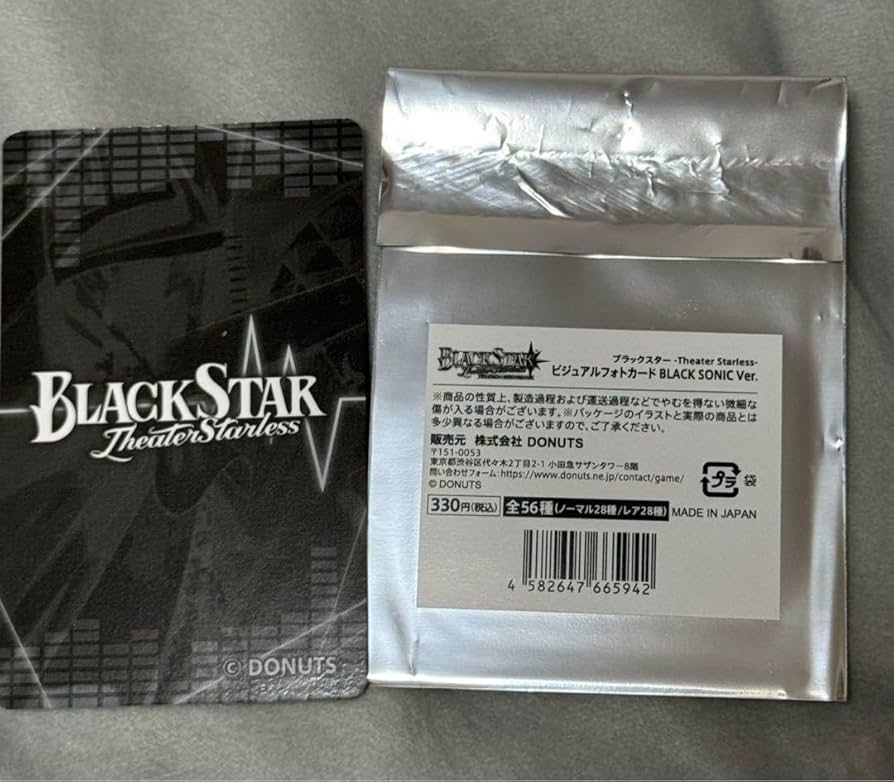 BLACKSTAR
Theater Starless
© DONUTS
BLACKSTAR
ブラックスター -Theater Starless-
ビジュアルフォトカード BLACK SONIC Ver.
※商品の性質上、製造過程および運送過程などでやむを得ない微細な
傷が入る場合がございます。※パッケージのイラストと実際の商品とは
多少異なる場合がございますので、ご了承ください。
販売元 株式会社 DONUTS
〒151-0053
東京都渋谷区代々木2丁目2-1 小田急サザンタワー8階
問い合わせフォーム:https://www.donuts.ne.jp/contact/game/
© DONUTS
プラ 袋
330円(税込) 全56種(ノーマル28種/レア28種) MADE IN JAPAN
4 582647 665942